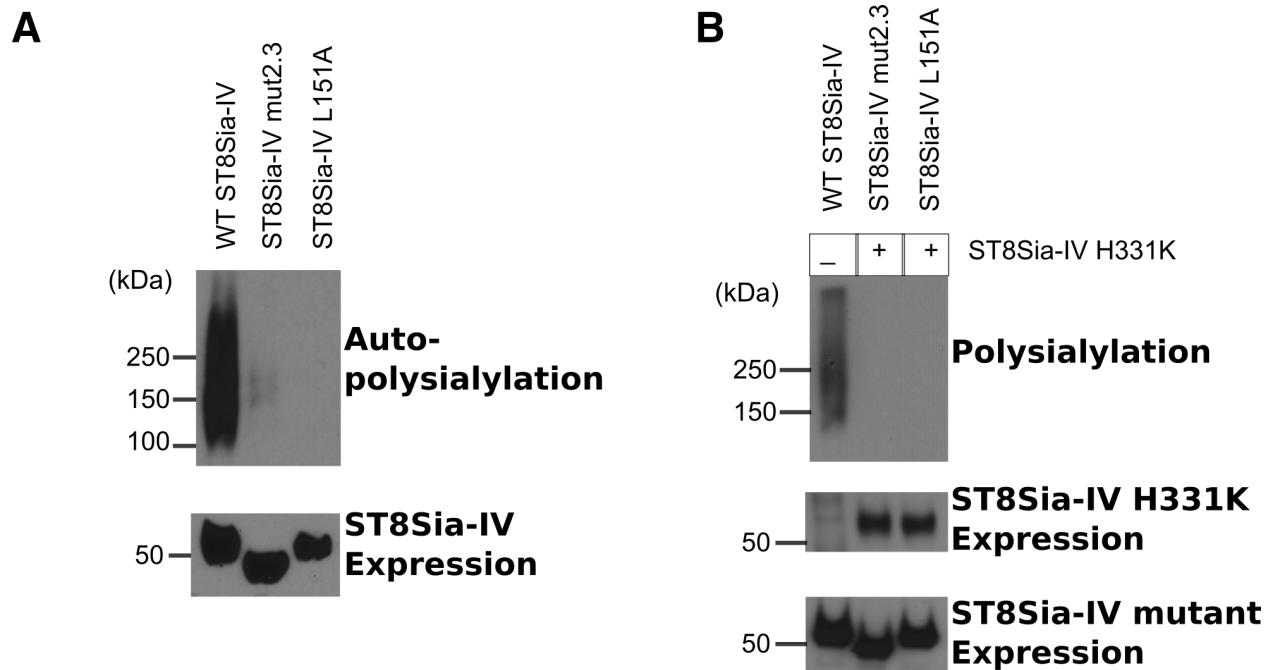 A
WT ST8Sia-IV
ST8Sia-IV mut2.3
ST8Sia-IV L151A
(kDa)
250
150
100
Auto-
polysialylation
50
ST8Sia-IV
Expression
B
WT ST8Sia-IV
ST8Sia-IV mut2.3
ST8Sia-IV L151A
– + + ST8Sia-IV H331K
(kDa)
250
150
Polysialylation
50
ST8Sia-IV H331K
Expression
50
ST8Sia-IV mutant
Expression